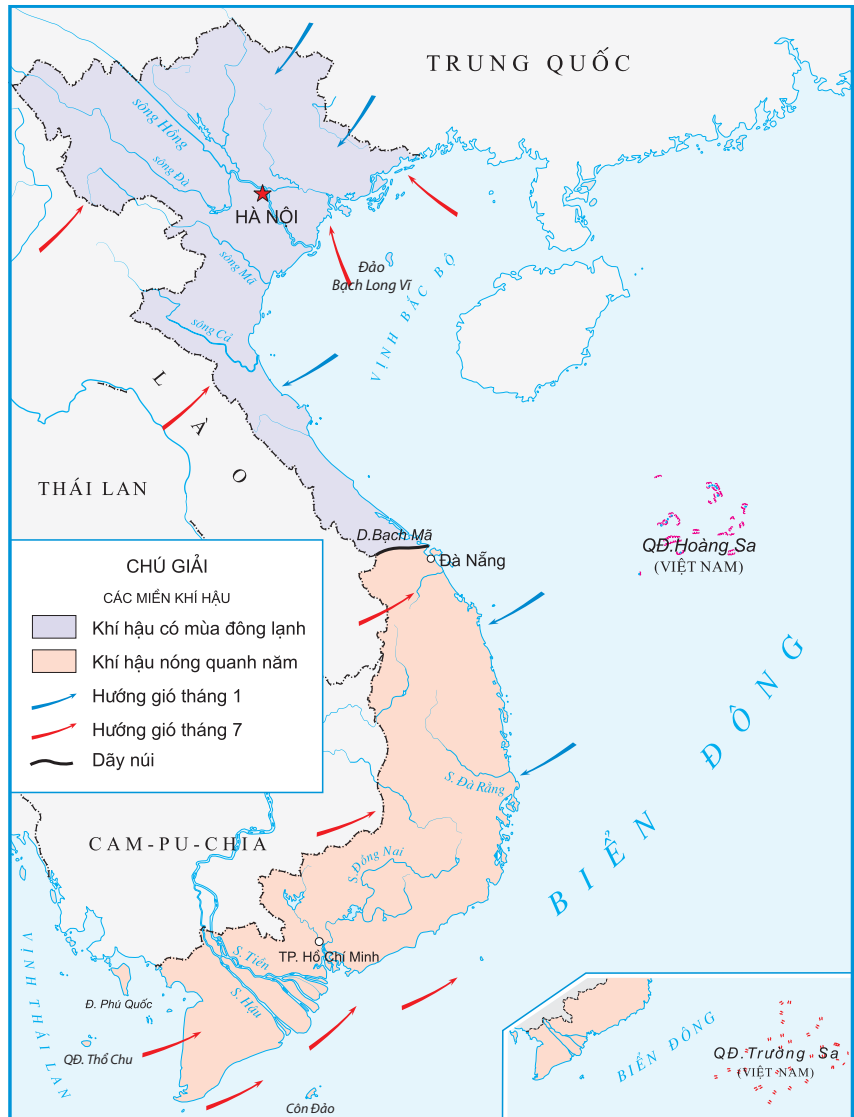 TRUNG QUỐC
sông Hồng
sông Đà
HÀ NỘI
sông Mã
Đảo
Bạch Long Vĩ
VỊNH BẮC BỘ
sông Cả
LÀO
THÁI LAN
D.Bạch Mã
Đà Nẵng
QĐ.Hoàng Sa
(VIỆT NAM)
CHÚ GIẢI
CÁC MIỀN KHÍ HẬU
Khí hậu có mùa đông lạnh
Khí hậu nóng quanh năm
Hướng gió tháng 1
Hướng gió tháng 7
Dãy núi
BIỂN ĐÔNG
S. Đà Rằng
CAM-PU-CHIA
S.Đồng Nai
TP. Hồ Chí Minh
S. Tiền
S. Hậu
VỊNH THÁI LAN
Đ. Phú Quốc
QĐ. Thổ Chu
Côn Đảo
BIỂN ĐÔNG
QĐ.Trường Sa
(VIỆT NAM)